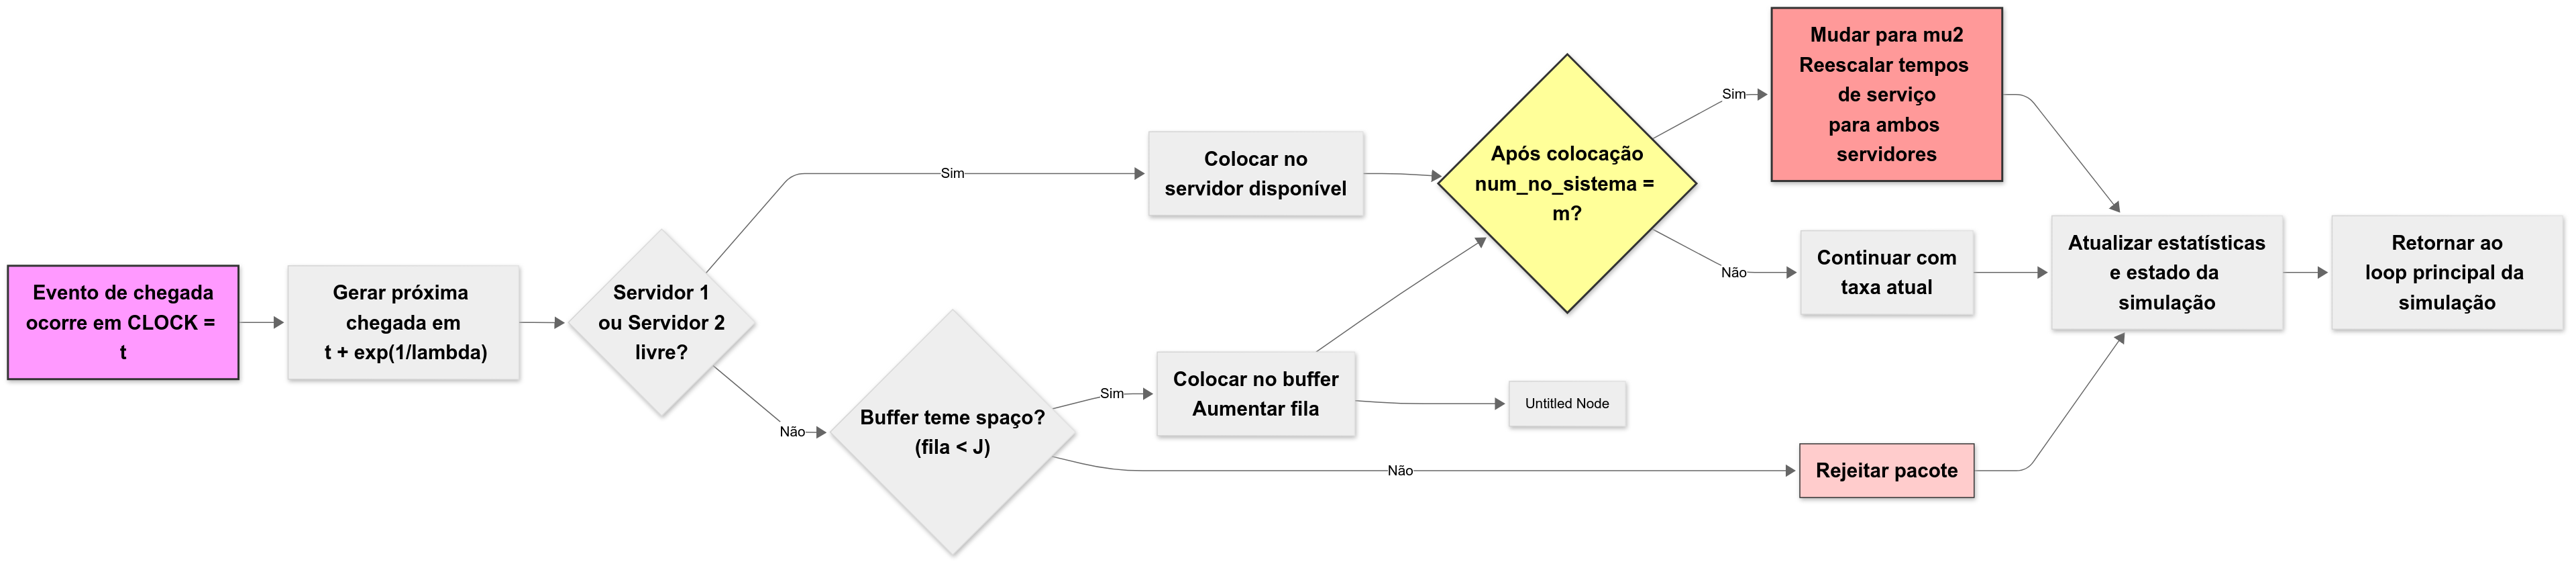 Evento de chegada
ocorre em CLOCK =
t
Gerar próxima
chegada em
t + exp(1/lambda)
Servidor 1
ou Servidor 2
livre?
Sim
Não
Buffer teme spaço?
(fila < J)
Sim
Não
Colocar no
servidor disponível
Colocar no buffer
Aumentar fila
Untitled Node
Após colocação
num_no_sistema =
m?
Sim
Não
Mudar para mu2
Reescalar tempos
de serviço
para ambos
servidores
Continuar com
taxa atual
Rejeitar pacote
Atualizar estatísticas
e estado da
simulação
Retornar ao
loop principal da
simulação